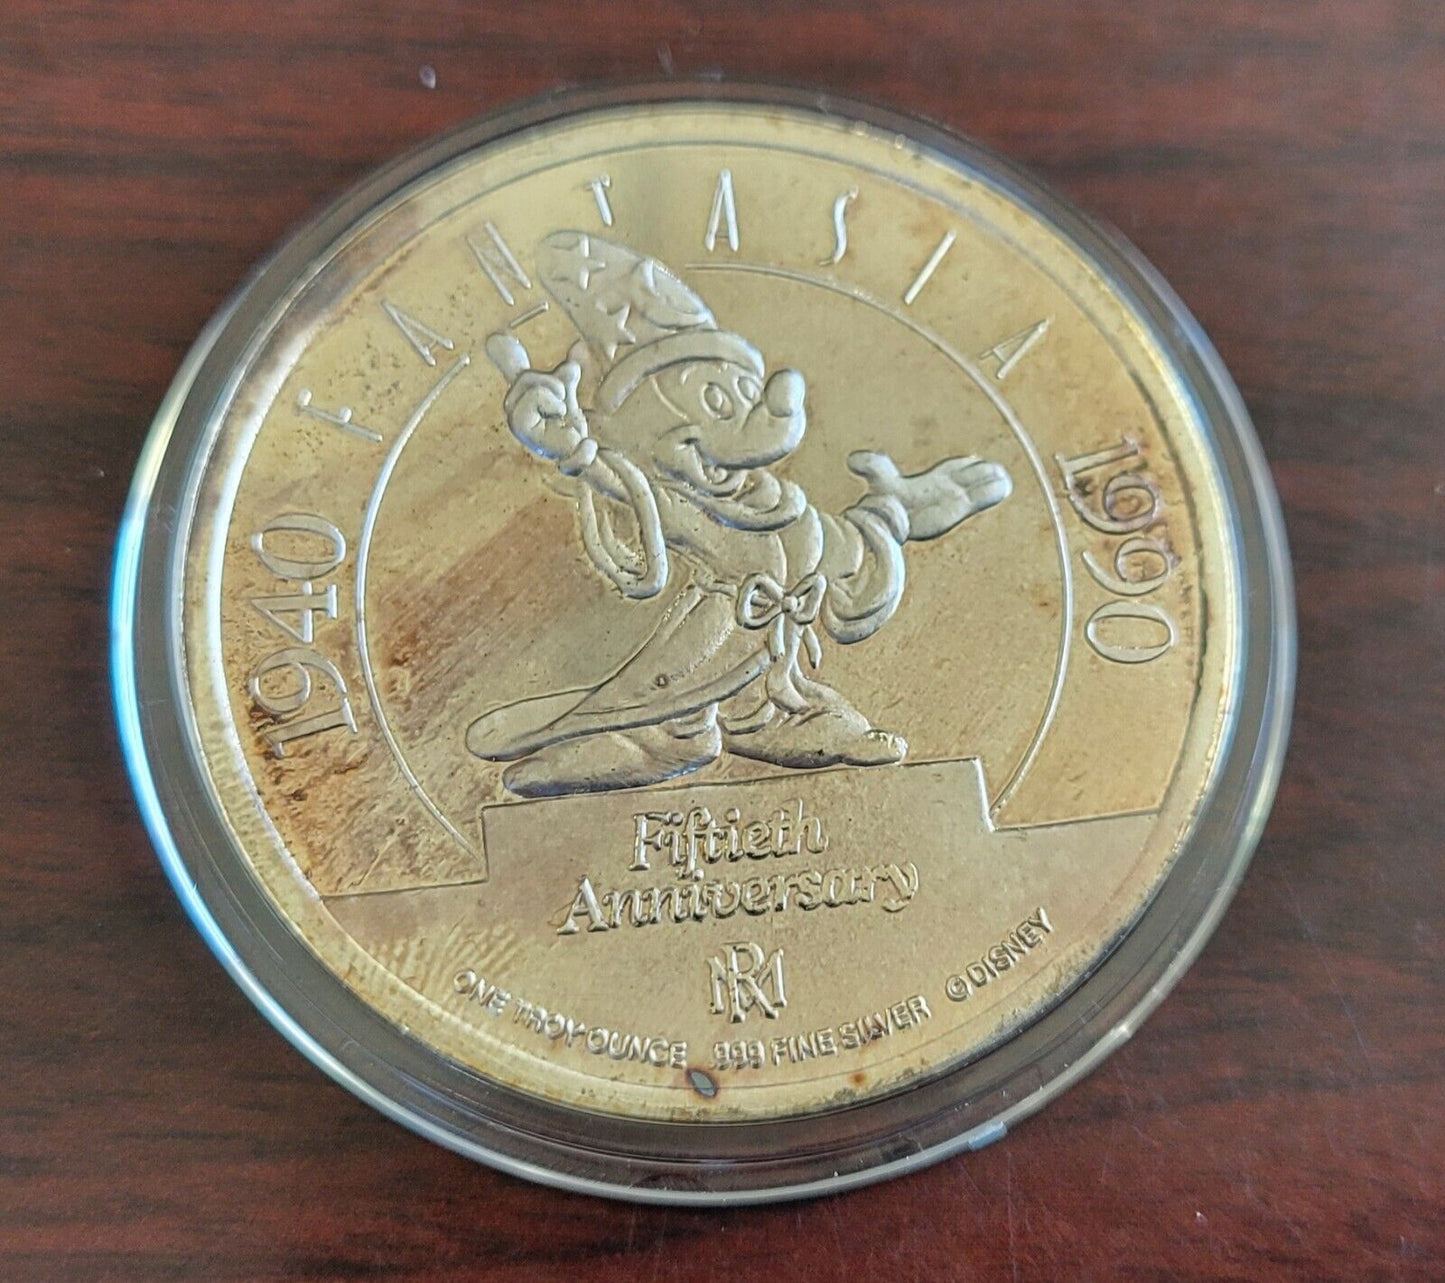 1940 FANTASIA 1990
Fiftieth
Anniversary
RM
ONE TROY OUNCE .999 FINE SILVER © DISNEY